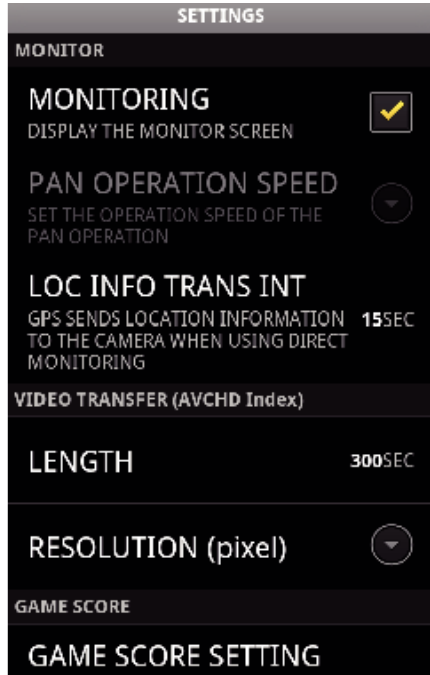 SETTINGS
MONITOR
MONITORING
DISPLAY THE MONITOR SCREEN
PAN OPERATION SPEED
SET THE OPERATION SPEED OF THE
PAN OPERATION
LOC INFO TRANS INT
GPS SENDS LOCATION INFORMATION
15SEC
TO THE CAMERA WHEN USING DIRECT
MONITORING
VIDEO TRANSFER (AVCHD Index)
LENGTH
300SEC
RESOLUTION (pixel)
GAME SCORE
GAME SCORE SETTING